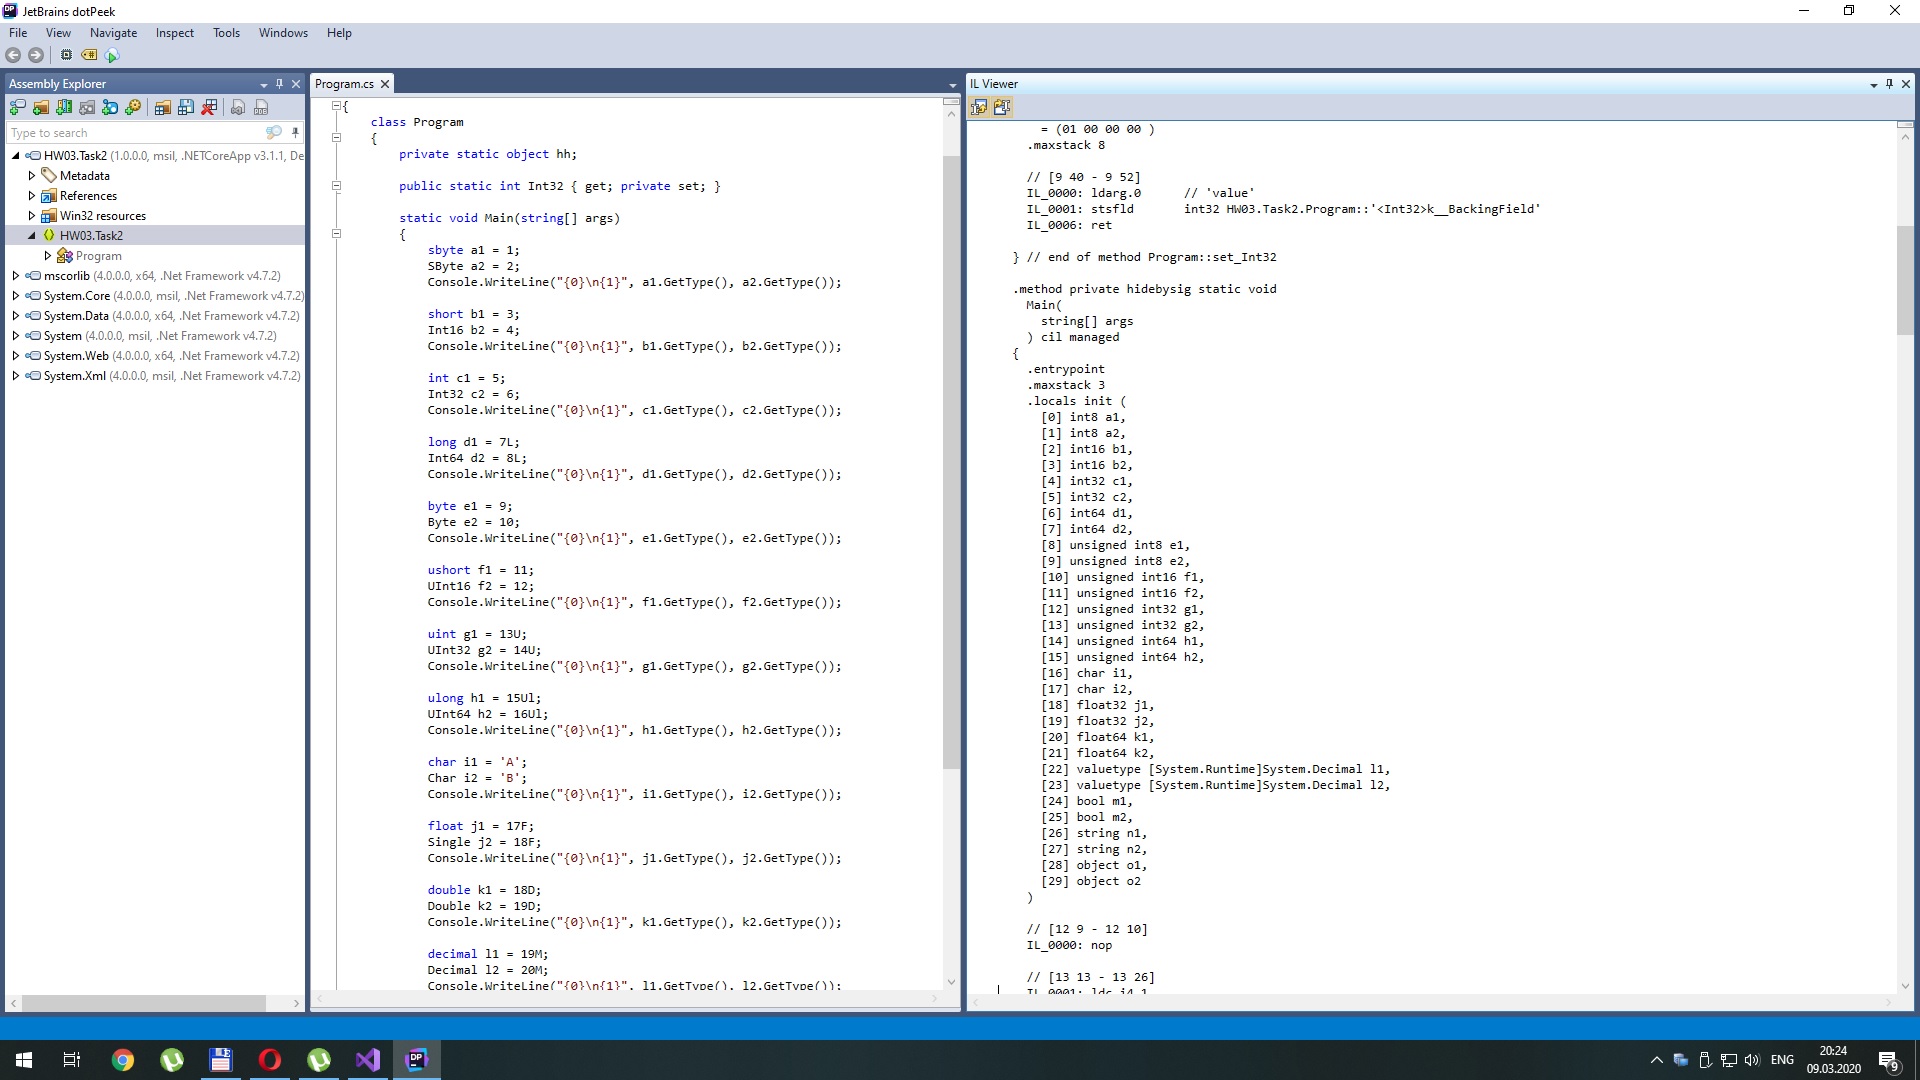 JetBrains dotPeek
File View Navigate Inspect Tools Windows Help
Assembly Explorer
Type to search
HW03.Task2 (1.0.0.0, msil, .NETCoreApp v3.1.1, De
Metadata
References
Win32 resources
HW03.Task2
Program
mscorlib (4.0.0.0, x64, .Net Framework v4.7.2)
System.Core (4.0.0.0, msil, .Net Framework v4.7.2)
System.Data (4.0.0.0, x64, .Net Framework v4.7.2)
System (4.0.0.0, msil, .Net Framework v4.7.2)
System.Web (4.0.0.0, x64, .Net Framework v4.7.2)
System.Xml (4.0.0.0, msil, .Net Framework v4.7.2)
Program.cs
{
class Program
{
private static object hh;
public static int Int32 { get; private set; }
static void Main(string[] args)
{
sbyte a1 = 1;
SByte a2 = 2;
Console.WriteLine("{0}\n{1}", a1.GetType(), a2.GetType());
short b1 = 3;
Int16 b2 = 4;
Console.WriteLine("{0}\n{1}", b1.GetType(), b2.GetType());
int c1 = 5;
Int32 c2 = 6;
Console.WriteLine("{0}\n{1}", c1.GetType(), c2.GetType());
long d1 = 7L;
Int64 d2 = 8L;
Console.WriteLine("{0}\n{1}", d1.GetType(), d2.GetType());
byte e1 = 9;
Byte e2 = 10;
Console.WriteLine("{0}\n{1}", e1.GetType(), e2.GetType());
ushort f1 = 11;
UInt16 f2 = 12;
Console.WriteLine("{0}\n{1}", f1.GetType(), f2.GetType());
uint g1 = 13U;
UInt32 g2 = 14U;
Console.WriteLine("{0}\n{1}", g1.GetType(), g2.GetType());
ulong h1 = 15Ul;
UInt64 h2 = 16Ul;
Console.WriteLine("{0}\n{1}", h1.GetType(), h2.GetType());
char i1 = 'A';
Char i2 = 'B';
Console.WriteLine("{0}\n{1}", i1.GetType(), i2.GetType());
float j1 = 17F;
Single j2 = 18F;
Console.WriteLine("{0}\n{1}", j1.GetType(), j2.GetType());
double k1 = 18D;
Double k2 = 19D;
Console.WriteLine("{0}\n{1}", k1.GetType(), k2.GetType());
decimal l1 = 19M;
Decimal l2 = 20M;
Console.WriteLine("{0}\n{1}", l1.GetType(), l2.GetType());
IL Viewer
= (01 00 00 00 )
.maxstack 8
// [9 40 - 9 52]
IL_0000: ldarg.0 // 'value'
IL_0001: stsfld int32 HW03.Task2.Program::'<Int32>k__BackingField'
IL_0006: ret
} // end of method Program::set_Int32
.method private hidebysig static void
Main(
string[] args
) cil managed
{
.entrypoint
.maxstack 3
.locals init (
[0] int8 a1,
[1] int8 a2,
[2] int16 b1,
[3] int16 b2,
[4] int32 c1,
[5] int32 c2,
[6] int64 d1,
[7] int64 d2,
[8] unsigned int8 e1,
[9] unsigned int8 e2,
[10] unsigned int16 f1,
[11] unsigned int16 f2,
[12] unsigned int32 g1,
[13] unsigned int32 g2,
[14] unsigned int64 h1,
[15] unsigned int64 h2,
[16] char i1,
[17] char i2,
[18] float32 j1,
[19] float32 j2,
[20] float64 k1,
[21] float64 k2,
[22] valuetype [System.Runtime]System.Decimal l1,
[23] valuetype [System.Runtime]System.Decimal l2,
[24] bool m1,
[25] bool m2,
[26] string n1,
[27] string n2,
[28] object o1,
[29] object o2
)
// [12 9 - 12 10]
IL_0000: nop
// [13 13 - 13 26]
IL_0001: ldc.i4.1
ENG
20:24
09.03.2020
9